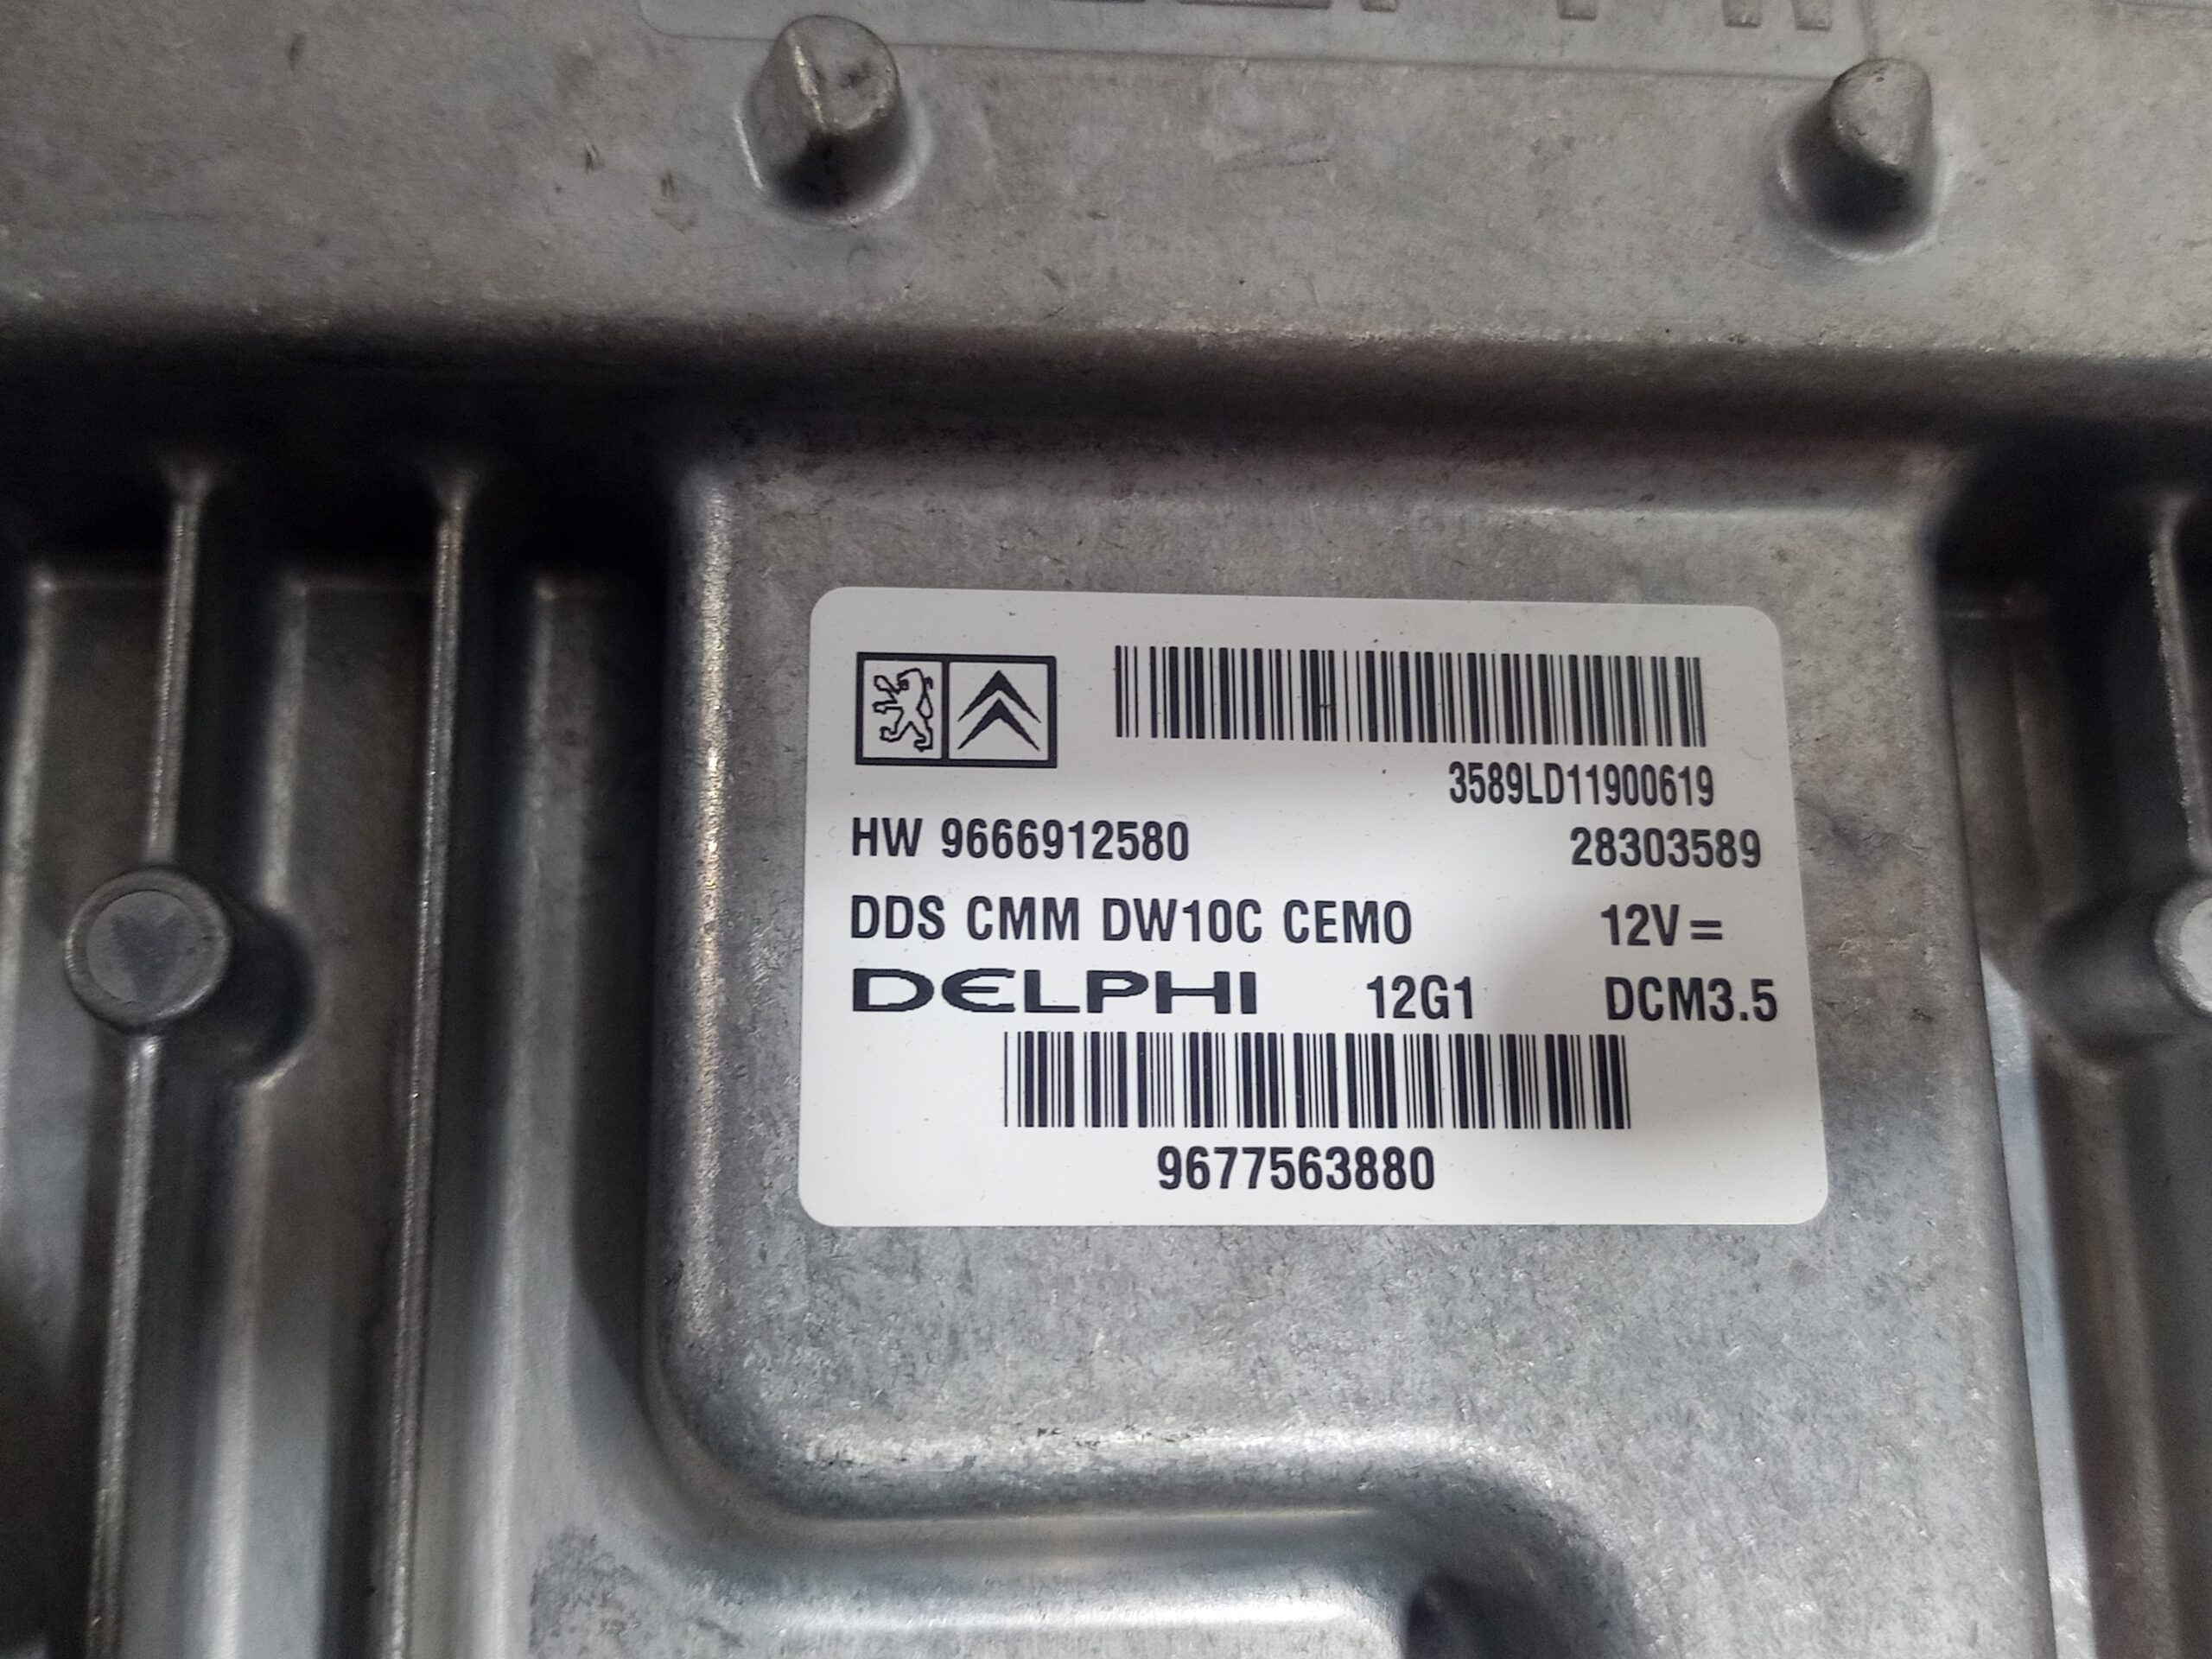 3589LD11900619
HW 9666912580 28303589
DDS CMM DW10C CEMO 12V=
DELPHI 12G1 DCM3.5
9677563880